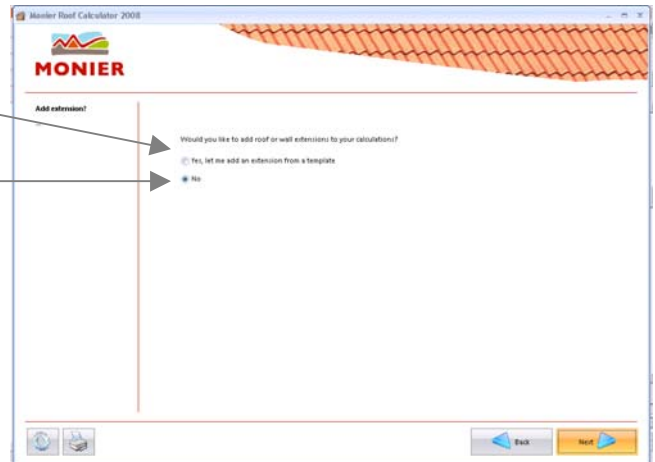 Monier Roof Calculator 2008
MONIER
Add extension?
Would you like to add roof or wall extensions to your calculations?
Yes, let me add an extension from a template
No
Back
Next